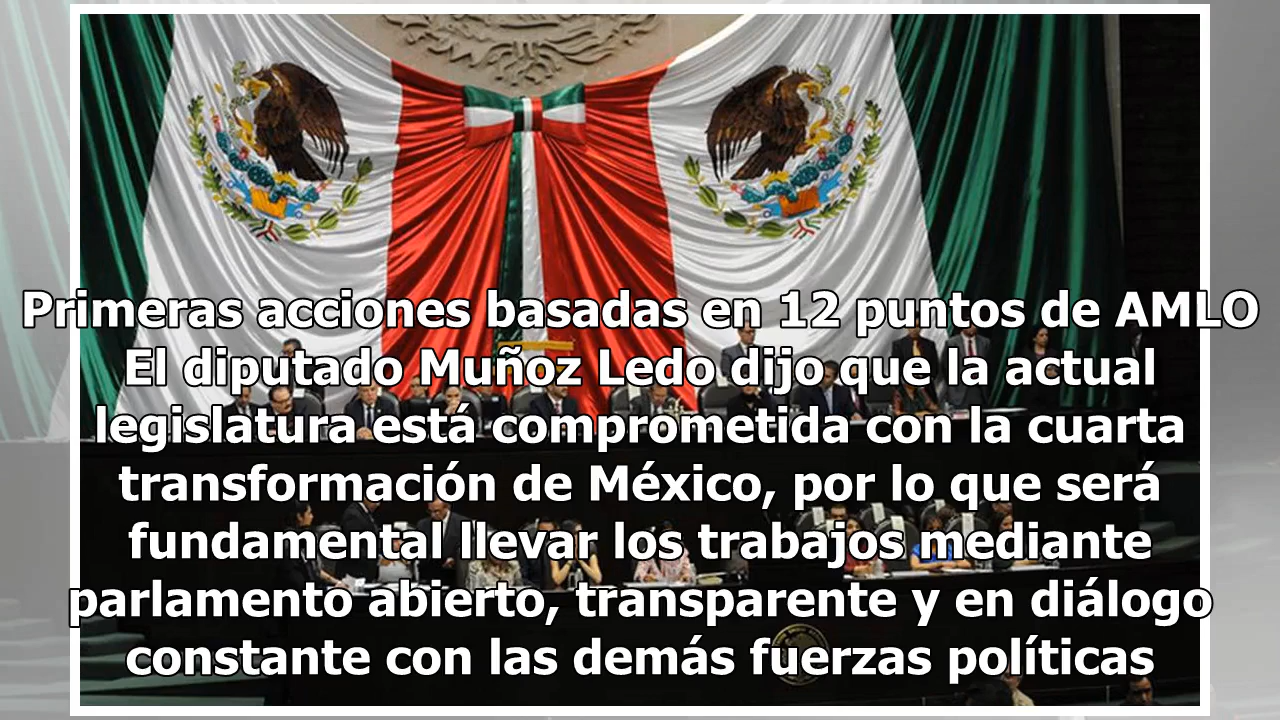 Primeras acciones basadas en 12 puntos de AMLO
El diputado Muñoz Ledo dijo que la actual
legislatura está comprometida con la cuarta
transformación de México, por lo que será
fundamental llevar los trabajos mediante
parlamento abierto, transparente y en diálogo
constante con las demás fuerzas políticas